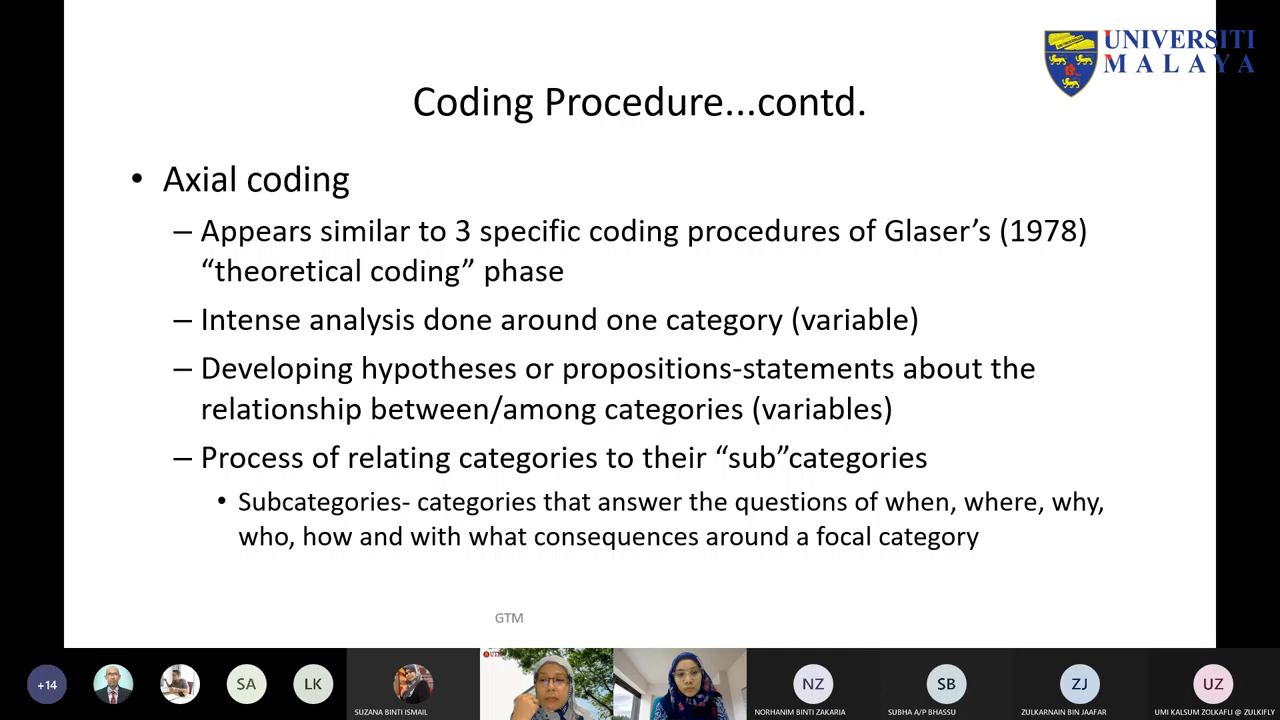 UNIVERSITI
MALAYA
Coding Procedure...contd.
• Axial coding
– Appears similar to 3 specific coding procedures of Glaser’s (1978)
“theoretical coding” phase
– Intense analysis done around one category (variable)
– Developing hypotheses or propositions-statements about the
relationship between/among categories (variables)
– Process of relating categories to their “sub”categories
• Subcategories- categories that answer the questions of when, where, why,
who, how and with what consequences around a focal category
GTM
+14
SA
LK
SUZANA BINTI ISMAIL
NZ
NORHANIM BINTI ZAKARIA
SB
SUBHA A/P BHASSU
ZJ
ZULKARNAIN BIN JAAFAR
UZ
UMI KALSUM ZOLKAFLI @ ZULKIFLY